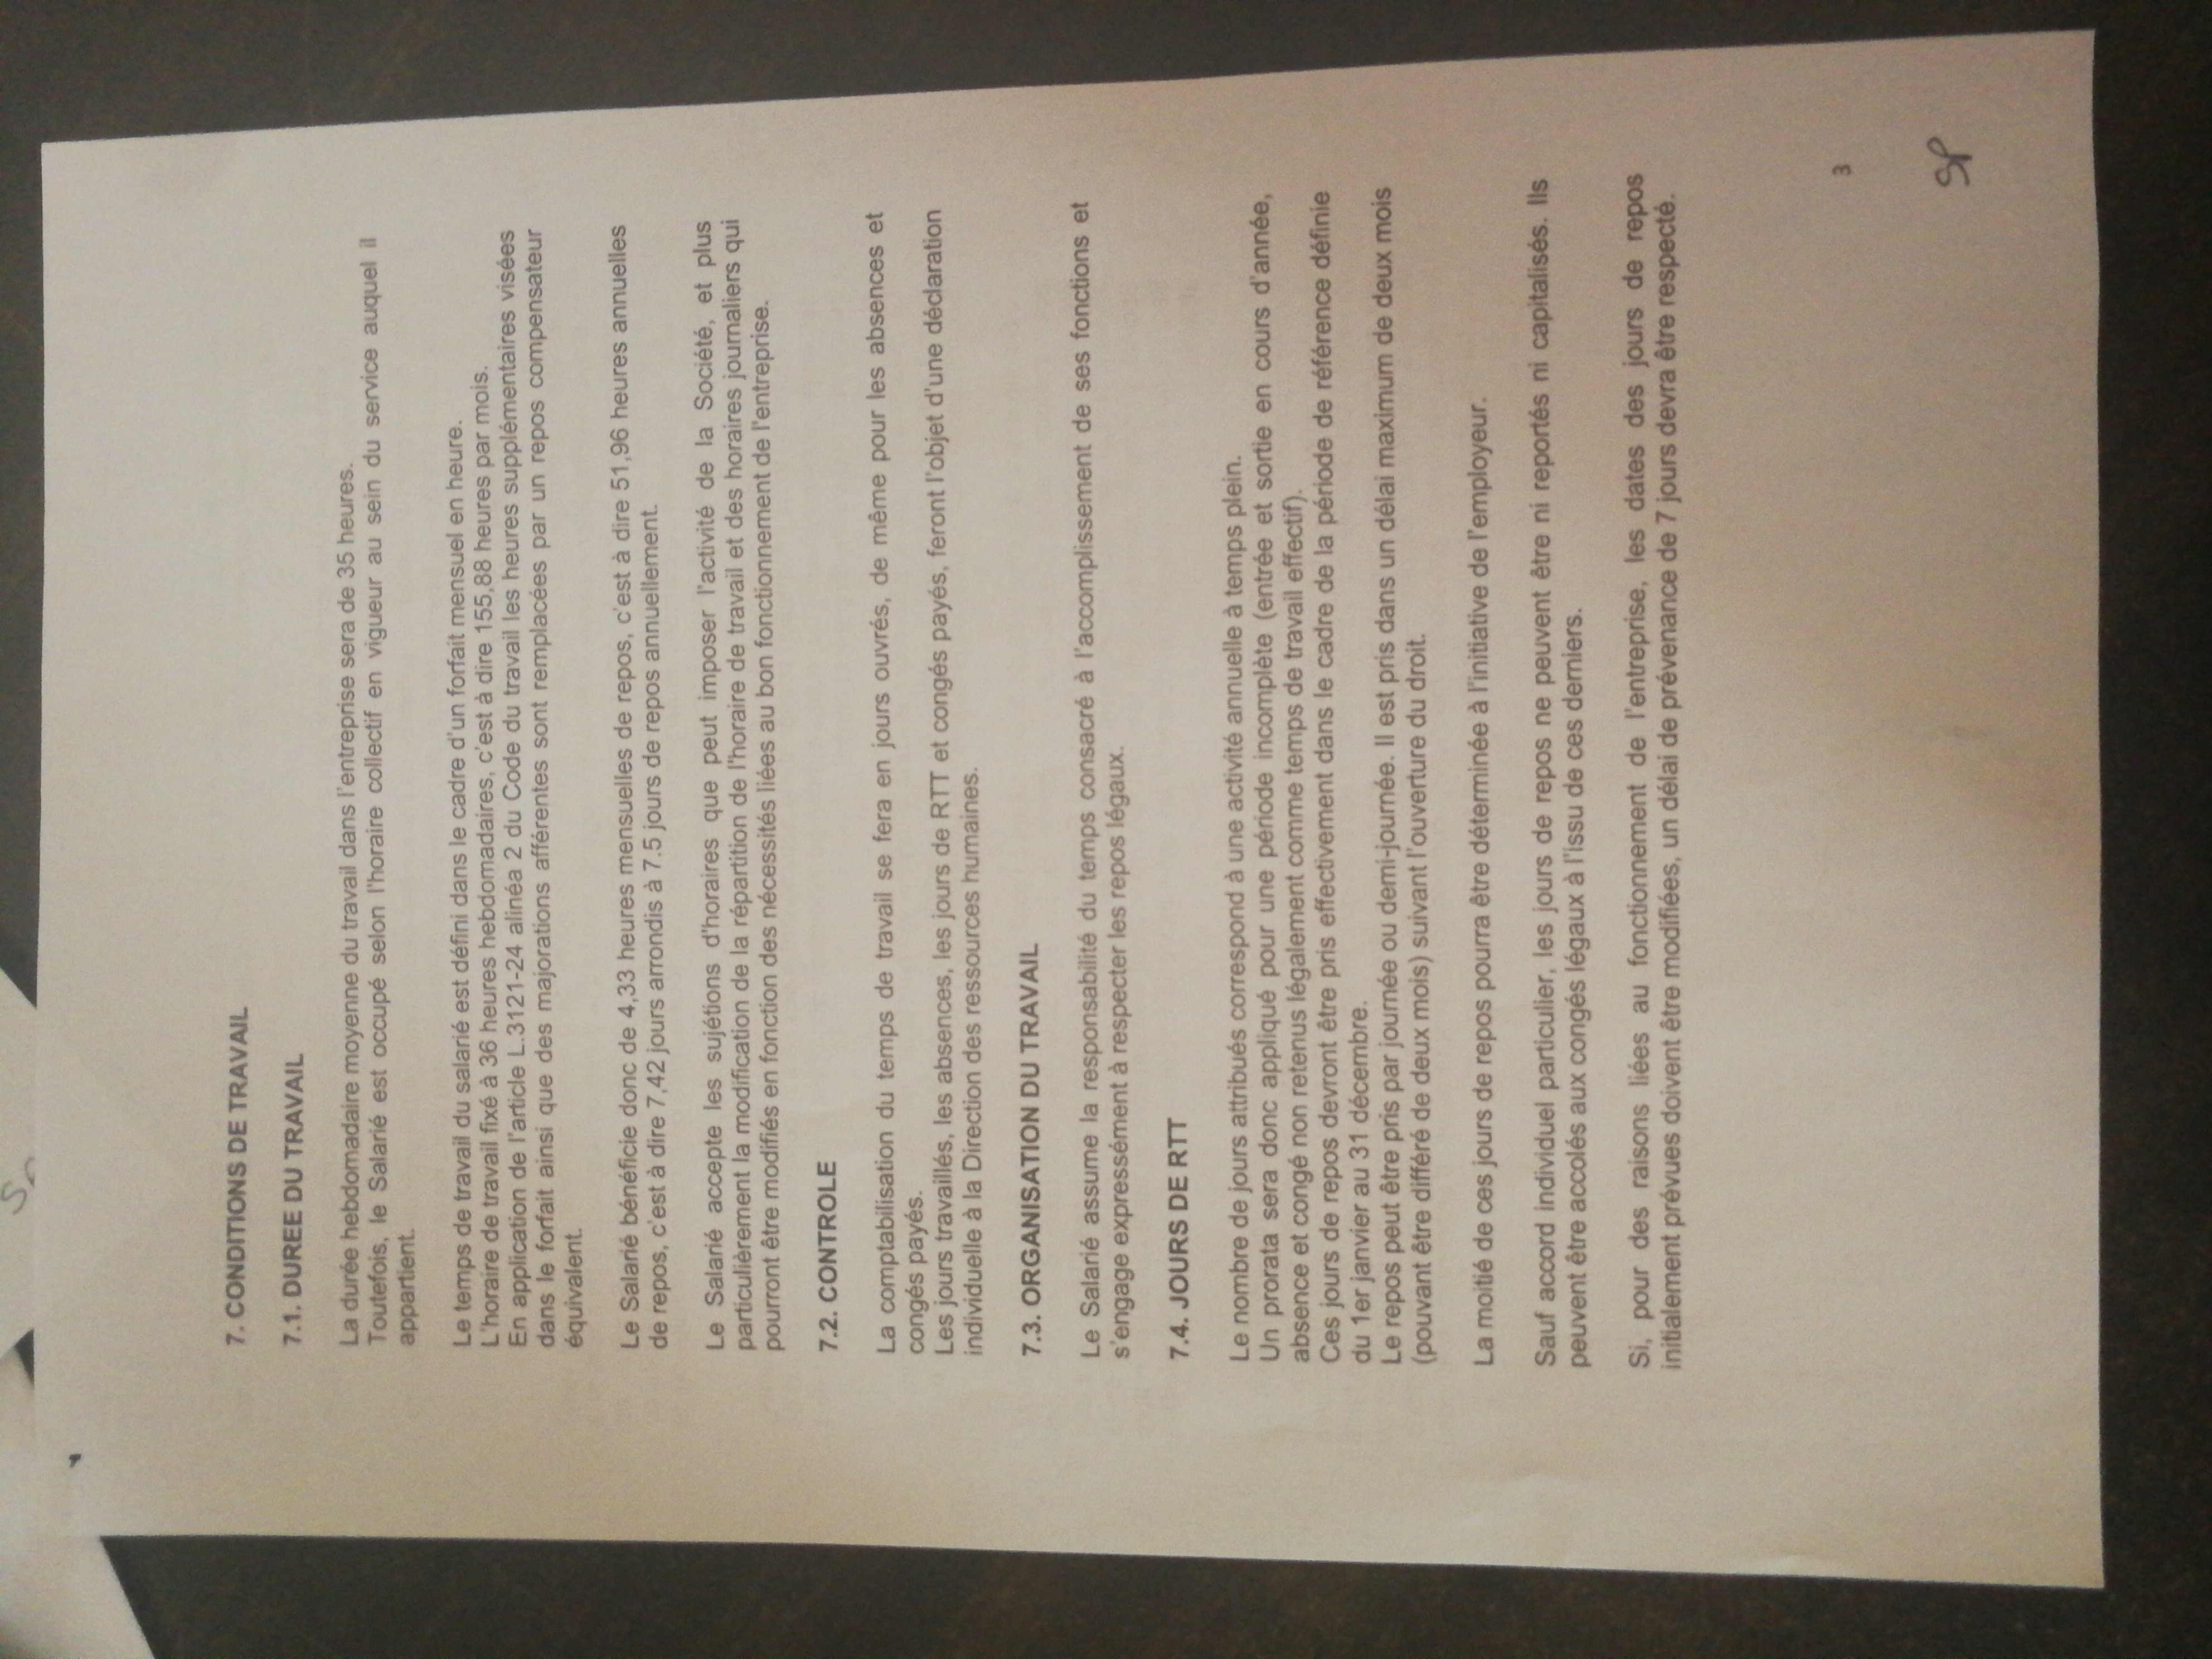 7. CONDITIONS DE TRAVAIL
7.1. DUREE DU TRAVAIL
La durée hebdomadaire moyenne du travail dans l'entreprise sera de 35 heures.
Toutefois, le Salarié est occupé selon l'horaire collectif en vigueur au sein du service auquel il
appartient.
Le temps de travail du salarié est défini dans le cadre d'un forfait mensuel en heure.
L'horaire de travail fixé à 36 heures hebdomadaires, c'est à dire 155,88 heures par mois.
En application de l'article L.3121-24 alinéa 2 du Code du travail les heures supplémentaires visées
dans le forfait ainsi que des majorations afférentes sont remplacées par un repos compensateur
équivalent.
Le Salarié bénéficie donc de 4,33 heures mensuelles de repos, c'est à dire 51,96 heures annuelles
de repos, c'est à dire 7,42 jours arrondis à 7.5 jours de repos annuellement.
Le Salarié accepte les sujétions d'horaires que peut imposer l'activité de la Société, et plus
particulièrement la modification de la répartition de l'horaire de travail et des horaires journaliers qui
pourront être modifiés en fonction des nécessités liées au bon fonctionnement de l'entreprise.
7.2. CONTROLE
La comptabilisation du temps de travail se fera en jours ouvrés, de même pour les absences et
congés payés.
Les jours travaillés, les absences, les jours de RTT et congés payés, feront l'objet d'une déclaration
individuelle à la Direction des ressources humaines.
7.3. ORGANISATION DU TRAVAIL
Le Salarié assume la responsabilité du temps consacré à l'accomplissement de ses fonctions et
s'engage expressément à respecter les repos légaux.
7.4. JOURS DE RTT
Le nombre de jours attribués correspond à une activité annuelle à temps plein.
Un prorata sera donc appliqué pour une période incomplète (entrée et sortie en cours d'année,
absence et congé non retenus légalement comme temps de travail effectif).
Ces jours de repos devront être pris effectivement dans le cadre de la période de référence définie
du 1er janvier au 31 décembre.
Le repos peut être pris par journée ou demi-journée. Il est pris dans un délai maximum de deux mois
(pouvant être différé de deux mois) suivant l'ouverture du droit.
La moitié de ces jours de repos pourra être déterminée à l'initiative de l'employeur.
Sauf accord individuel particulier, les jours de repos ne peuvent être ni reportés ni capitalisés. Ils
peuvent être accolés aux congés légaux à l'issu de ces derniers.
Si, pour des raisons liées au fonctionnement de l'entreprise, les dates des jours de repos
initialement prévues doivent être modifiées, un délai de prévenance de 7 jours devra être respecté.
3
SP